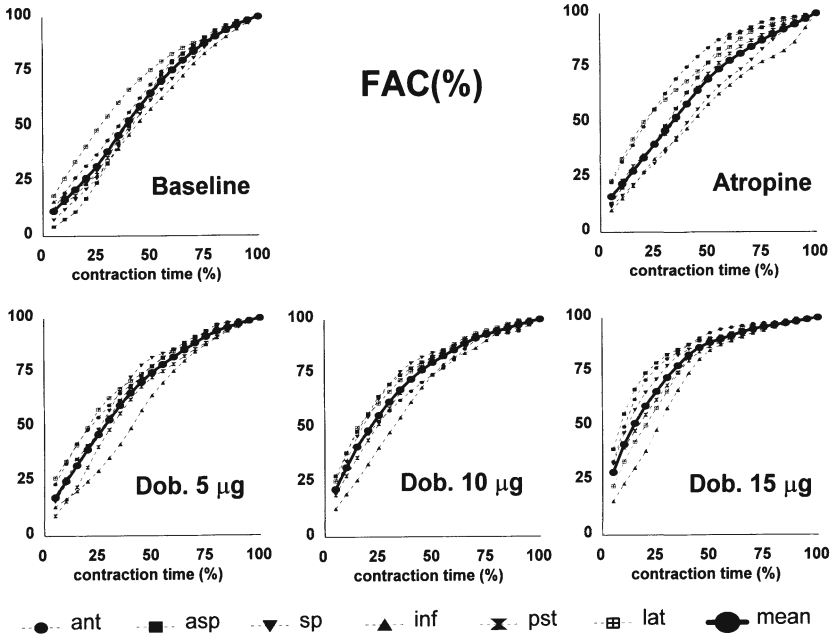 FAC(%)
100
75
50
25
0
Baseline
0 25 50 75 100
contraction time (%)
100
75
50
25
0
Atropine
0 25 50 75 100
contraction time (%)
100
75
50
25
0
Dob. 5 μg
0 25 50 75 100
contraction time (%)
100
75
50
25
0
Dob. 10 μg
0 25 50 75 100
contraction time (%)
100
75
50
25
0
Dob. 15 μg
0 25 50 75 100
contraction time (%)
ant asp sp inf pst lat mean